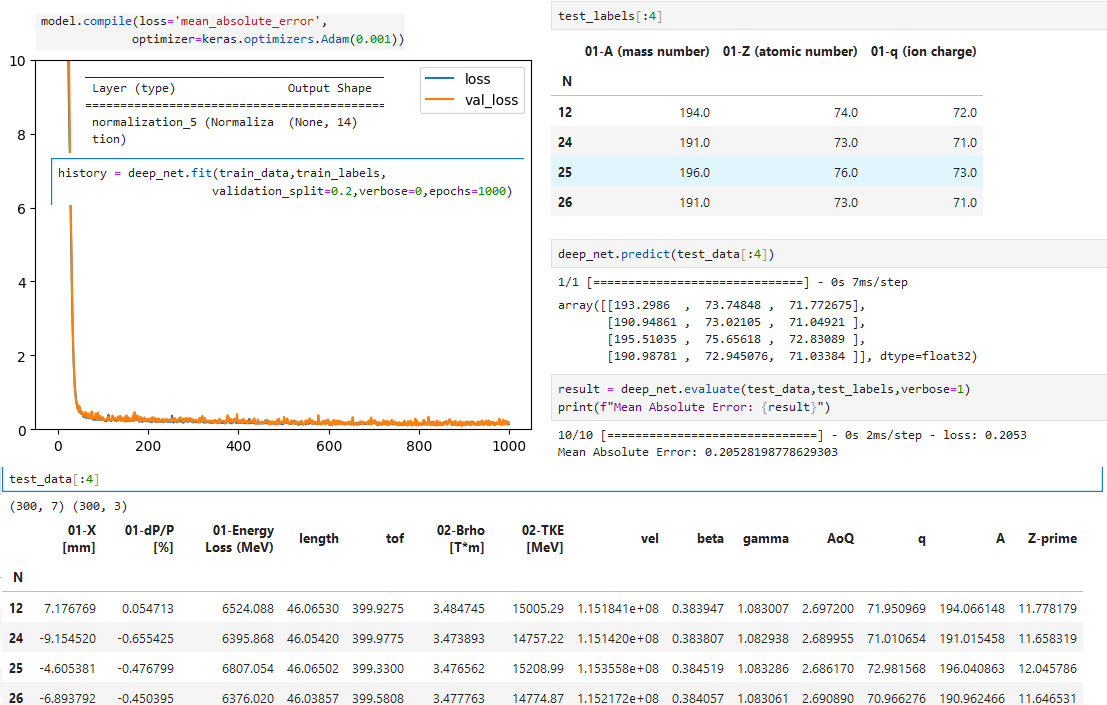 model.compile(loss='mean_absolute_error',
optimizer=keras.optimizers.Adam(0.001))
10
8
6
4
2
0
0 200 400 600 800 1000
loss
val_loss
Layer (type) Output Shape
===========================================
normalization_5 (Normaliza (None, 14)
tion)
history = deep_net.fit(train_data,train_labels,
validation_split=0.2,verbose=0,epochs=1000)
test_labels[:4]
01-A (mass number) 01-Z (atomic number) 01-q (ion charge)
N
12 194.0 74.0 72.0
24 191.0 73.0 71.0
25 196.0 76.0 73.0
26 191.0 73.0 71.0
deep_net.predict(test_data[:4])
1/1 [==============================] - 0s 7ms/step
array([[193.2986 , 73.74848 , 71.772675],
[190.94861 , 73.02105 , 71.04921 ],
[195.51035 , 75.65618 , 72.83089 ],
[190.98781 , 72.945076, 71.03384 ]], dtype=float32)
result = deep_net.evaluate(test_data,test_labels,verbose=1)
print(f"Mean Absolute Error: {result}")
10/10 [==============================] - 0s 2ms/step - loss: 0.2053
Mean Absolute Error: 0.20528198778629303
test_data[:4]
(300, 7) (300, 3)
01-X [mm] 01-dP/P [%] 01-Energy Loss (MeV) length tof 02-Brho [T*m] 02-TKE [MeV] vel beta gamma AoQ q A Z-prime
N
12 7.176769 0.054713 6524.088 46.06530 399.9275 3.484745 15005.29 1.151841e+08 0.383947 1.083007 2.697200 71.950969 194.066148 11.778179
24 -9.154520 -0.655425 6395.868 46.05420 399.9775 3.473893 14757.22 1.151420e+08 0.383807 1.082938 2.689955 71.010654 191.015458 11.658319
25 -4.605381 -0.476799 6807.054 46.06502 399.3300 3.476562 15208.99 1.153558e+08 0.384519 1.083286 2.686170 72.981568 196.040863 12.045786
26 -6.893792 -0.450395 6376.020 46.03857 399.5808 3.477763 14774.87 1.152172e+08 0.384057 1.083061 2.690890 70.966276 190.962466 11.646531